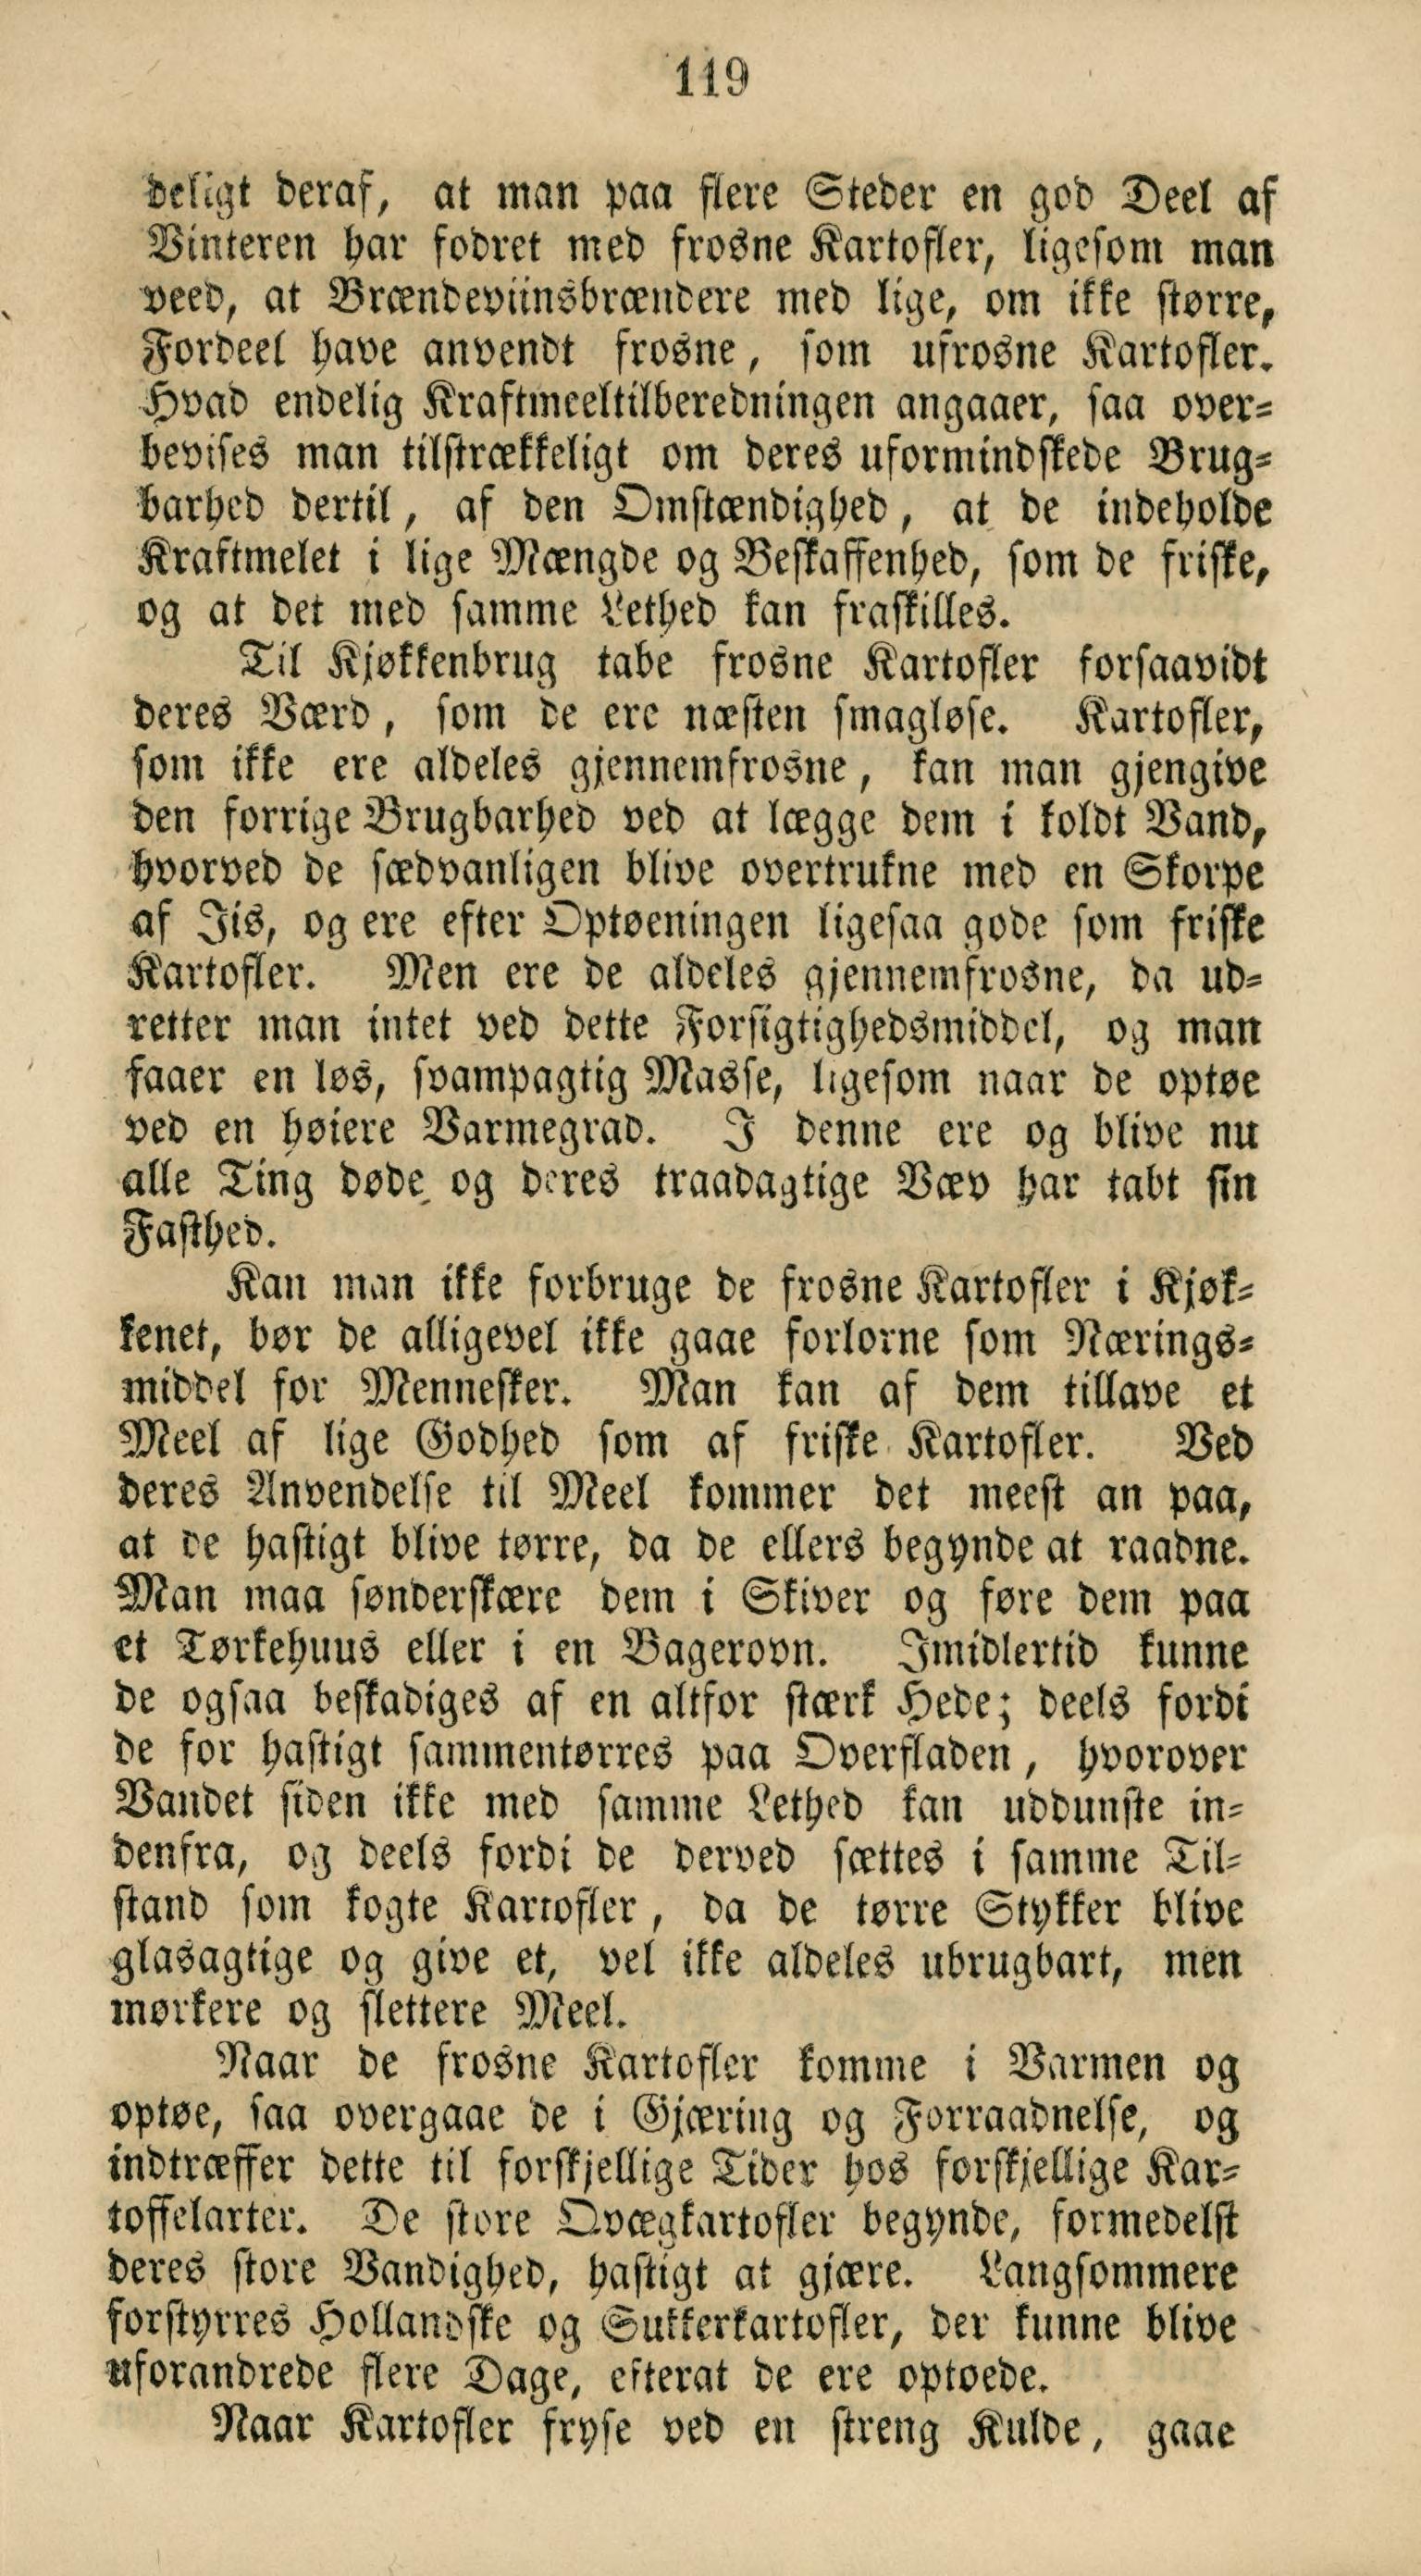 119
deligt deraf, at man paa flere Steder en god Deel af
Vinteren har fodret med frosne Kartofler, ligesom man
veed, at Brændeviinsbrændere med lige, om ikke større,
Fordeel have anvendt frosne, som ufrosne Kartofler.
Hvad endelig Kraftmeeltilberedningen angaaer, saa over-
bevises man tilstrækkeligt om deres uformindskede Brug-
barhed dertil, af den Omstændighed, at de indeholde
Kraftmelet i lige Mængde og Beskaffenhed, som de friske,
og at det med samme Lethed kan fraskilles.
Til Kjøkkenbrug tabe frosne Kartofler forsaavidt
deres Værd, som de ere næsten smagløse. Kartofler,
som ikke ere aldeles gjennemfrosne, kan man gjengive
den forrige Brugbarhed ved at lægge dem i koldt Vand,
hvorved de sædvanligen blive overtrukne med en Skorpe
af Jis, og ere efter Optøeningen ligesaa gode som friske
Kartofler. Men ere de aldeles gjennemfrosne, da ud-
retter man intet ved dette Forsigtighedsmiddel, og man
faaer en løs, svampagtig Masse, ligesom naar de optøe
ved en høiere Varmegrad. I denne ere og blive nu
alle Ting døde og deres traadagtige Væv har tabt sin
Fasthed.
Kan man ikke forbruge de frosne Kartofler i Kjøk-
kenet, bør de alligevel ikke gaae forlorne som Nærings-
middel for Mennesker. Man kan af dem tillave et
Meel af lige Godhed som af friske Kartofler. Ved
deres Anvendelse til Meel kommer det meest an paa,
at de hastigt blive tørre, da de ellers begynde at raadne.
Man maa sønderskære dem i Skiver og føre dem paa
et Tørkehuus eller i en Bagerovn. Imidlertid kunne
de ogsaa beskadiges af en altfor stærk Hede; deels fordi
de for hastigt sammentørres paa Overfladen, hvorover
Vandet siden ikke med samme Lethed kan uddunste in-
denfra, og deels fordi de derved sættes i samme Til-
stand som kogte Kartofler, da de tørre Stykker blive
glasagtige og give et, vel ikke aldeles ubrugbart, men
mørkere og slettere Meel.
Naar de frosne Kartofler komme i Varmen og
optøe, saa overgaae de i Gjæring og Forraadnelse, og
indtræffer dette til forskjellige Tider hos forskjellige Kar-
toffelarter. De store Qvægkartofler begynde, formedelst
deres store Vandighed, hastigt at gjære. Langsommere
forstyrres Hollandske og Sukkerkartofler, der kunne blive
uforandrede flere Dage, efterat de ere optoede.
Naar Kartofler fryse ved en streng Kulde, gaae